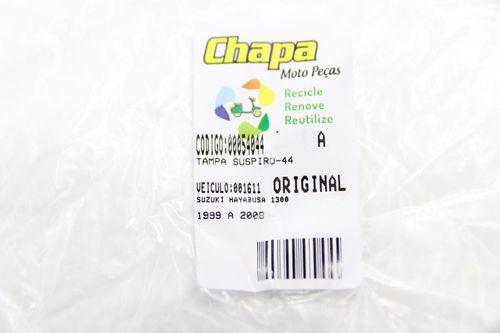 Chapa
Moto Peças
Recicle
Renove
Reutilize
CODIGO:00054044 A
TAMPA SUSPIRO-44
VEICULO:001611 ORIGINAL
SUZUKI HAYABUSA 1300
1999 A 2008